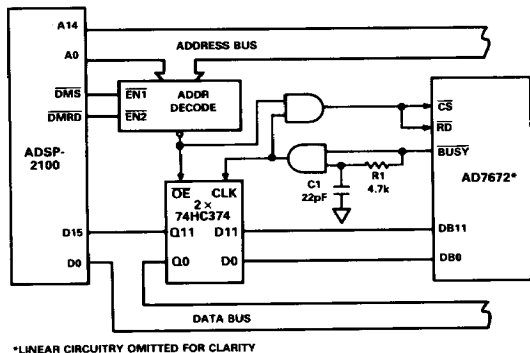 A14
ADDRESS BUS
A0
DMS
EN1
ADDR
DECODE
DMRD
EN2
CS
RD
BUSY
ADSP-
2100
AD7672*
C1
22pF
R1
4.7k
OE CLK
2 ×
74HC374
D15
Q11 D11
DB11
D0
Q0 D0
DB0
DATA BUS
*LINEAR CIRCUITRY OMITTED FOR CLARITY